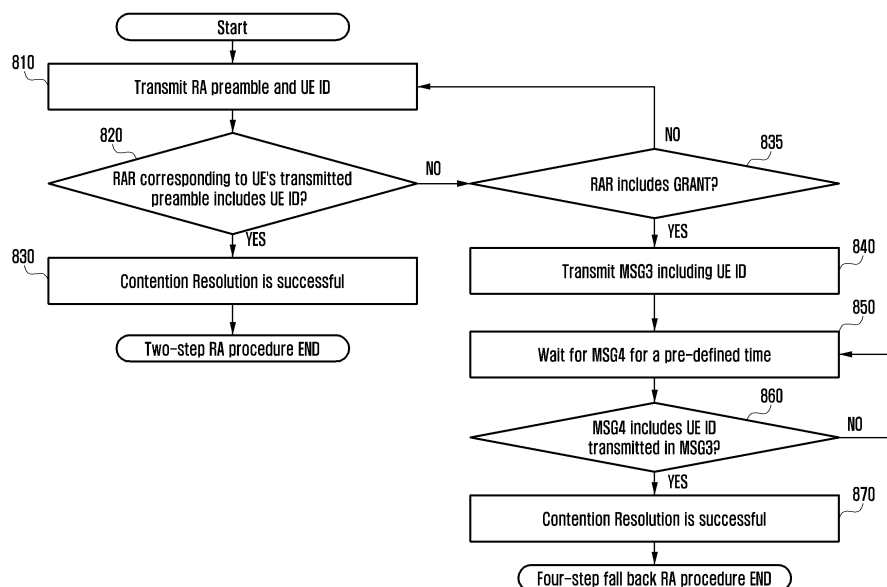 Start
810
Transmit RA preamble and UE ID
820
RAR corresponding to UE's transmitted
preamble includes UE ID?
NO
YES
830
Contention Resolution is successful
Two-step RA procedure END
NO
835
RAR includes GRANT?
YES
840
Transmit MSG3 including UE ID
850
Wait for MSG4 for a pre-defined time
860
MSG4 includes UE ID
transmitted in MSG3?
NO
YES
870
Contention Resolution is successful
Four-step fall back RA procedure END